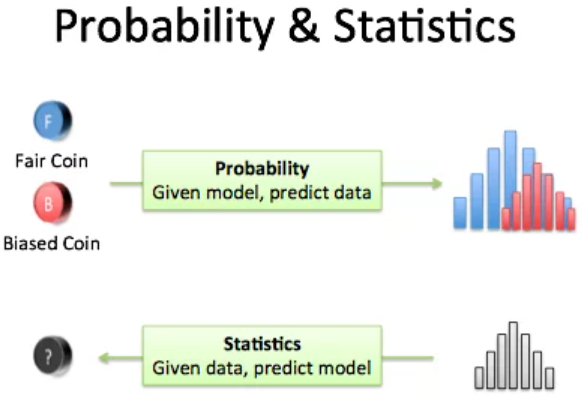 Probability & Statistics
F
Fair Coin
B
Biased Coin
Probability
Given model, predict data
?
Statistics
Given data, predict model